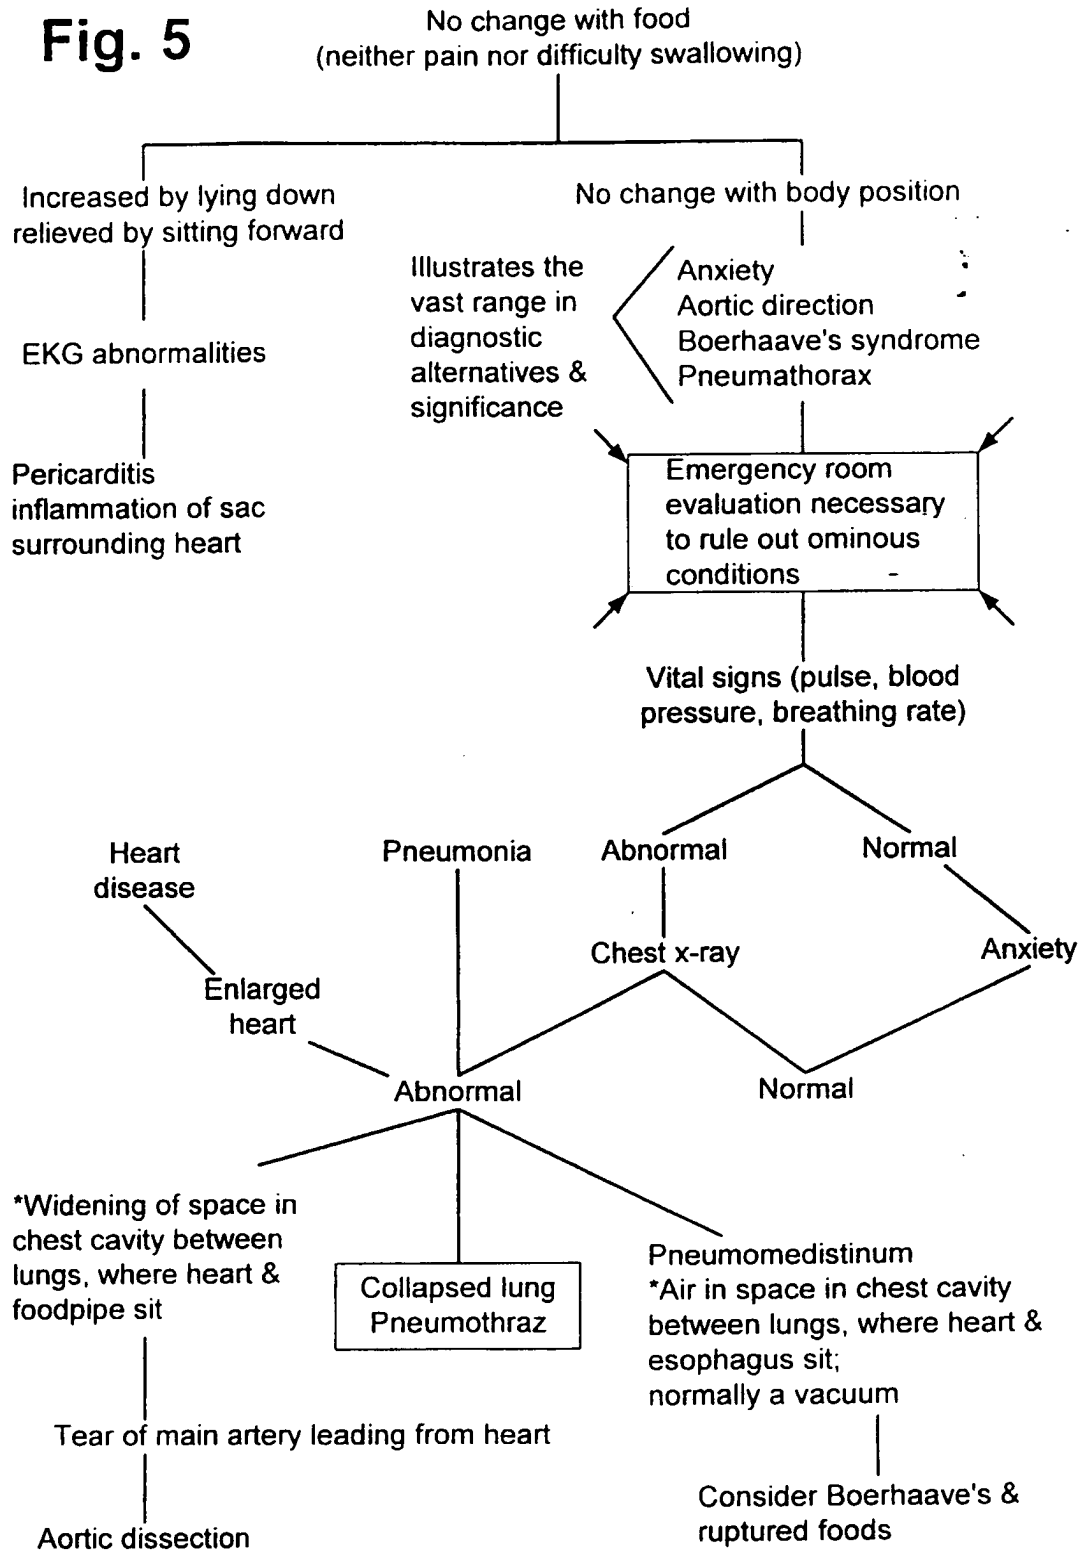 Fig. 5
No change with food
(neither pain nor difficulty swallowing)
Increased by lying down
relieved by sitting forward
EKG abnormalities
Pericarditis
inflammation of sac
surrounding heart
No change with body position
Illustrates the
vast range in
diagnostic
alternatives &
significance
Anxiety
Aortic direction
Boerhaave's syndrome
Pneumathorax
Emergency room
evaluation necessary
to rule out ominous
conditions
Vital signs (pulse, blood
pressure, breathing rate)
Heart
disease
Pneumonia
Abnormal
Normal
Chest x-ray
Anxiety
Enlarged
heart
Abnormal
Normal
*Widening of space in
chest cavity between
lungs, where heart &
foodpipe sit
Collapsed lung
Pneumothraz
Pneumomedistinum
*Air in space in chest cavity
between lungs, where heart &
esophagus sit;
normally a vacuum
Tear of main artery leading from heart
Aortic dissection
Consider Boerhaave's &
ruptured foods